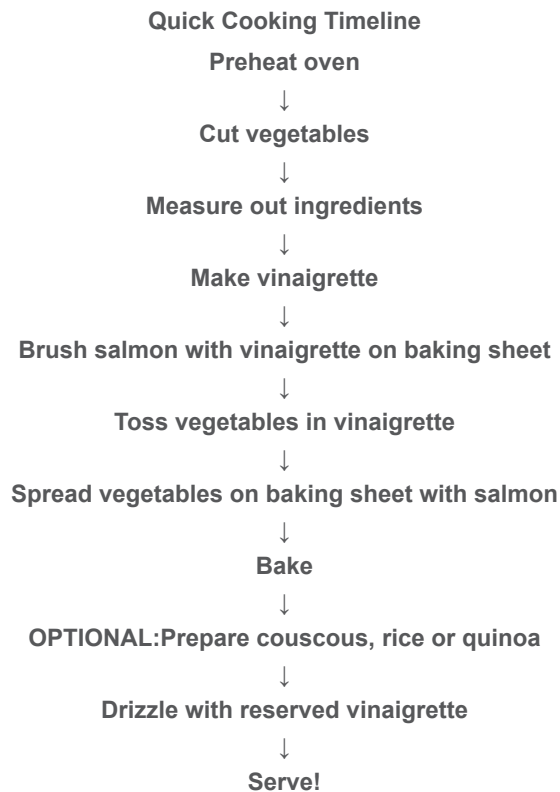 Quick Cooking Timeline
Preheat oven
↓
Cut vegetables
↓
Measure out ingredients
↓
Make vinaigrette
↓
Brush salmon with vinaigrette on baking sheet
↓
Toss vegetables in vinaigrette
↓
Spread vegetables on baking sheet with salmon
↓
Bake
↓
OPTIONAL:Prepare couscous, rice or quinoa
↓
Drizzle with reserved vinaigrette
↓
Serve!